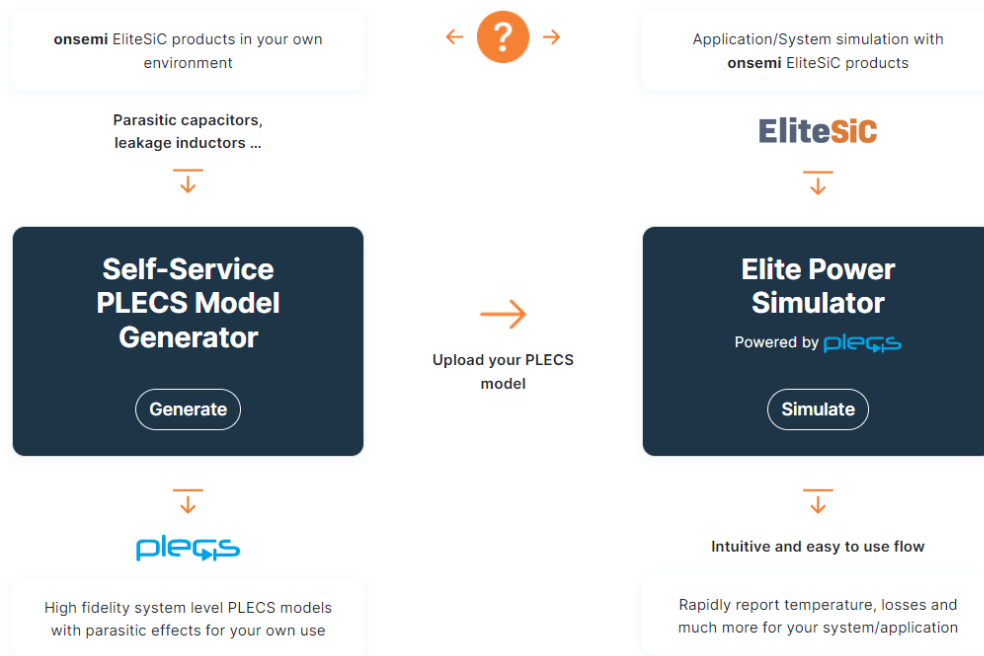 onsemi EliteSiC products in your own
environment
Parasitic capacitors,
leakage inductors ...
Self-Service
PLECS Model
Generator
Generate
plecs
High fidelity system level PLECS models
with parasitic effects for your own use
?
Upload your PLECS
model
Application/System simulation with
onsemi EliteSiC products
EliteSiC
Elite Power
Simulator
Powered by plecs
Simulate
Intuitive and easy to use flow
Rapidly report temperature, losses and
much more for your system/application